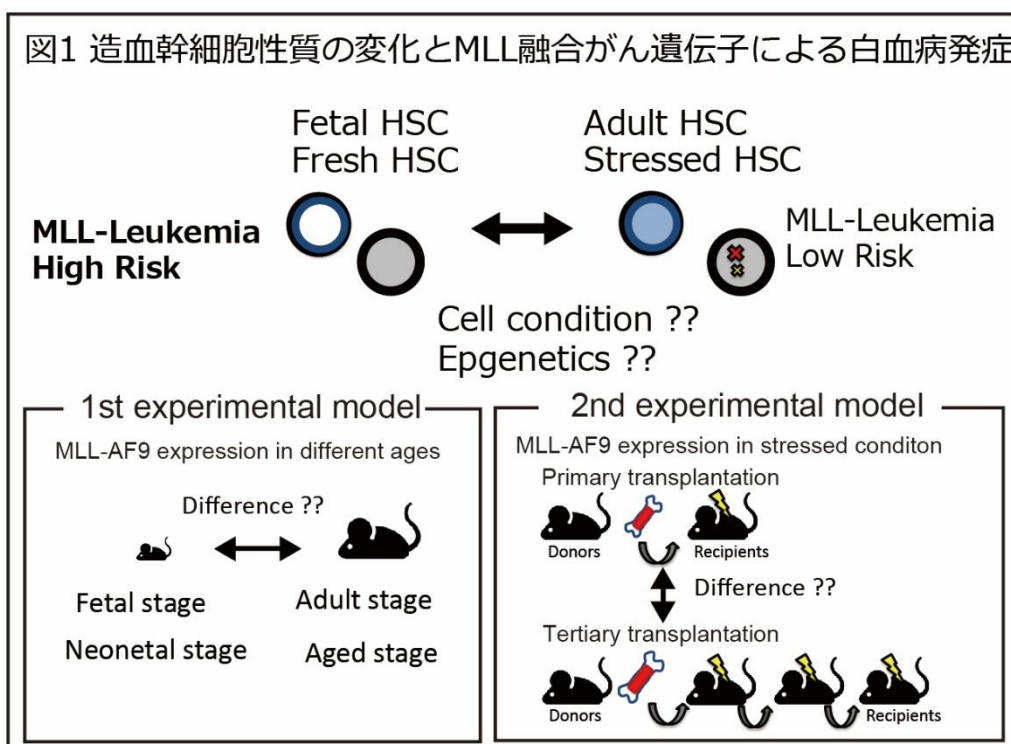 図1 造血幹細胞性質の変化とMLL融合がん遺伝子による白血病発症
Fetal HSC
Fresh HSC
Adult HSC
Stressed HSC
MLL-Leukemia
High Risk
MLL-Leukemia
Low Risk
Cell condition ??
Epgenetics ??
1st experimental model
MLL-AF9 expression in different ages
Difference ??
Fetal stage
Adult stage
Neonetal stage
Aged stage
2nd experimental model
MLL-AF9 expression in stressed conditon
Primary transplantation
Donors
Recipients
Difference ??
Tertiary transplantation
Donors
Recipients